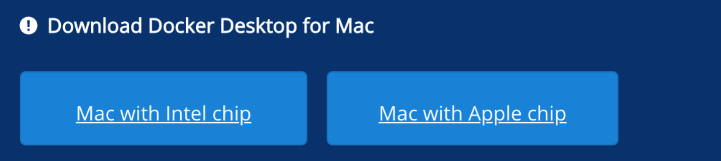 Download Docker Desktop for Mac
Mac with Intel chip
Mac with Apple chip